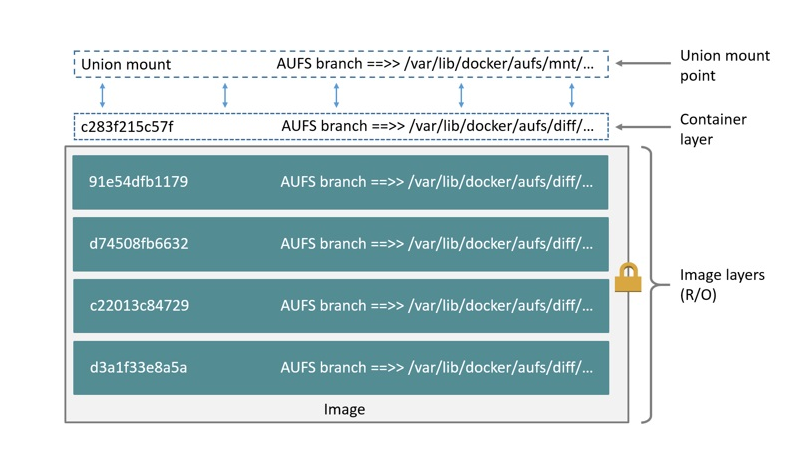 Union mount AUFS branch ==>> /var/lib/docker/aufs/mnt/...
Union mount
point
c283f215c57f AUFS branch ==>> /var/lib/docker/aufs/diff/...
Container
layer
91e54dfb1179 AUFS branch ==>> /var/lib/docker/aufs/diff/...
d74508fb6632 AUFS branch ==>> /var/lib/docker/aufs/diff/...
c22013c84729 AUFS branch ==>> /var/lib/docker/aufs/diff/...
d3a1f33e8a5a AUFS branch ==>> /var/lib/docker/aufs/diff/...
Image layers
(R/O)
Image